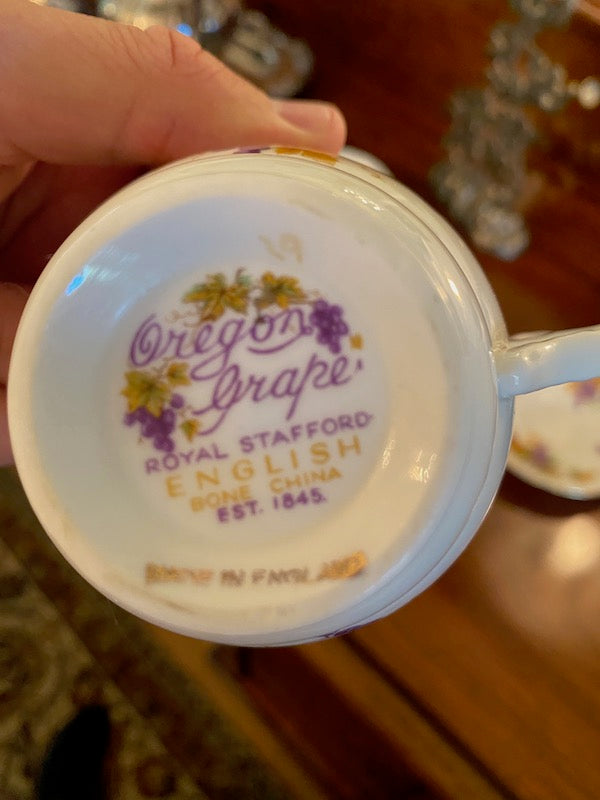 Oregon
Grape
ROYAL STAFFORD
ENGLISH
BONE CHINA
EST. 1845.
MADE IN ENGLAND